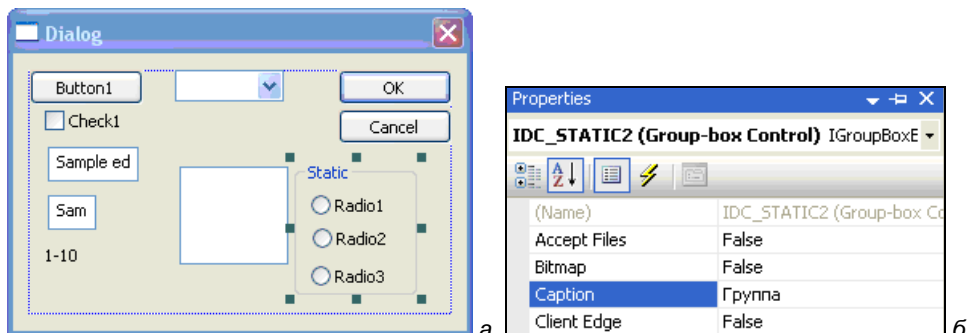 Dialog
Button1
OK
Check1
Cancel
Sample ed
Static
Radio1
Sam
Radio2
1-10
Radio3
а
Properties
IDC_STATIC2 (Group-box Control) IGroupBoxE
(Name) IDC_STATIC2 (Group-box Co
Accept Files False
Bitmap False
Caption Группа
Client Edge False
б